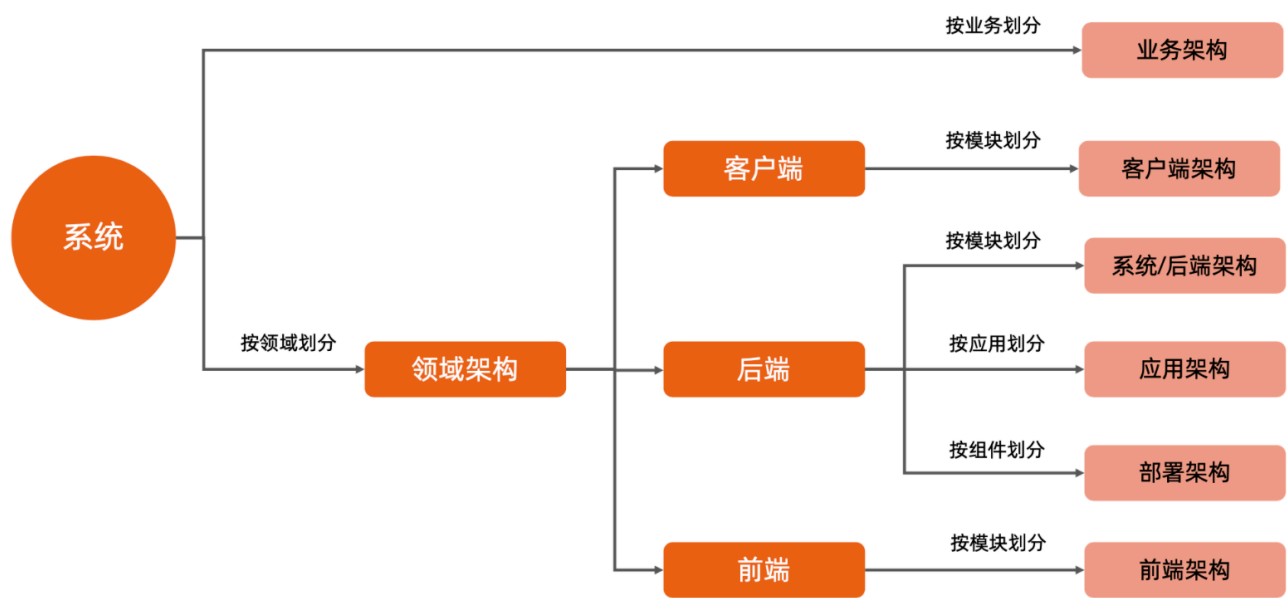 按业务划分
业务架构
按模块划分
客户端
客户端架构
系统
按模块划分
系统/后端架构
按领域划分
领域架构
后端
按应用划分
应用架构
按组件划分
部署架构
按模块划分
前端
前端架构